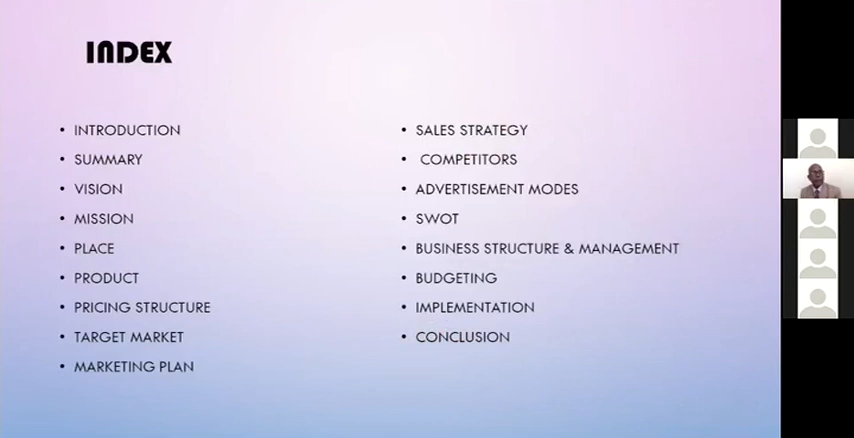 INDEX
• INTRODUCTION
• SUMMARY
• VISION
• MISSION
• PLACE
• PRODUCT
• PRICING STRUCTURE
• TARGET MARKET
• MARKETING PLAN
• SALES STRATEGY
• COMPETITORS
• ADVERTISEMENT MODES
• SWOT
• BUSINESS STRUCTURE & MANAGEMENT
• BUDGETING
• IMPLEMENTATION
• CONCLUSION